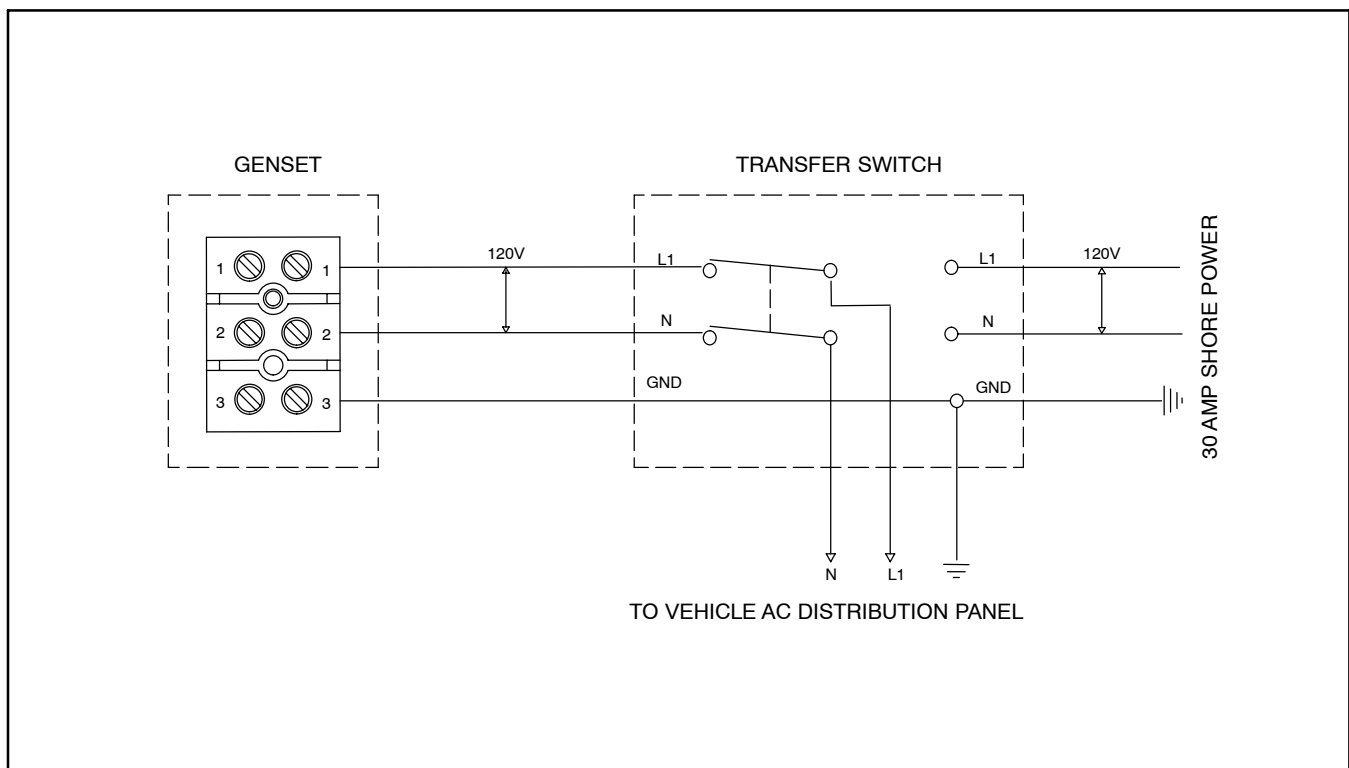 GENSET
TRANSFER SWITCH
1 1
120V
L1
L1
120V
2 2
N
N
3 3
GND
GND
30 AMP SHORE POWER
N
L1
TO VEHICLE AC DISTRIBUTION PANEL